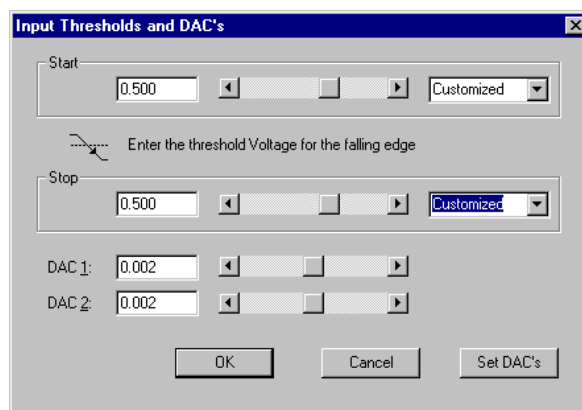 Input Thresholds and DAC's
Start
0.500 Customized
Enter the threshold Voltage for the falling edge
Stop
0.500 Customized
DAC 1: 0.002
DAC 2: 0.002
OK Cancel Set DAC's